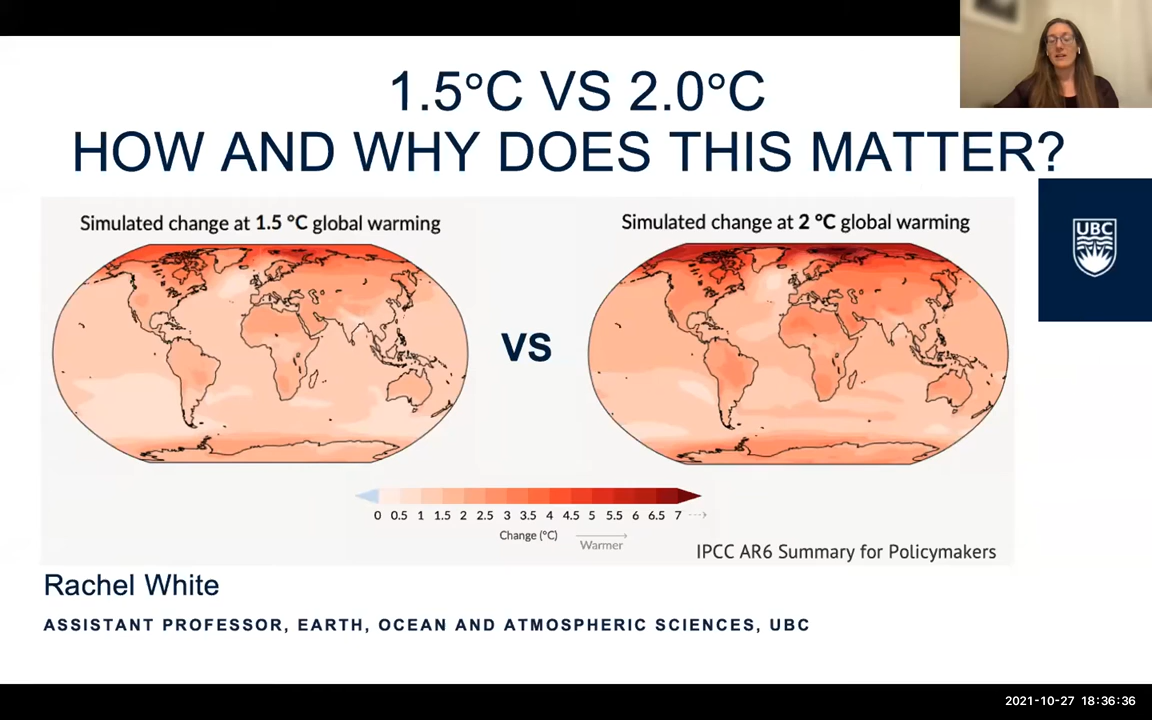 1.5°C VS 2.0°C
HOW AND WHY DOES THIS MATTER?
UBC
Simulated change at 1.5 °C global warming
Simulated change at 2 °C global warming
VS
0 0.5 1 1.5 2 2.5 3 3.5 4 4.5 5 5.5 6 6.5 7
Change (°C)
Warmer
IPCC AR6 Summary for Policymakers
Rachel White
ASSISTANT PROFESSOR, EARTH, OCEAN AND ATMOSPHERIC SCIENCES, UBC
2021-10-27 18:36:36